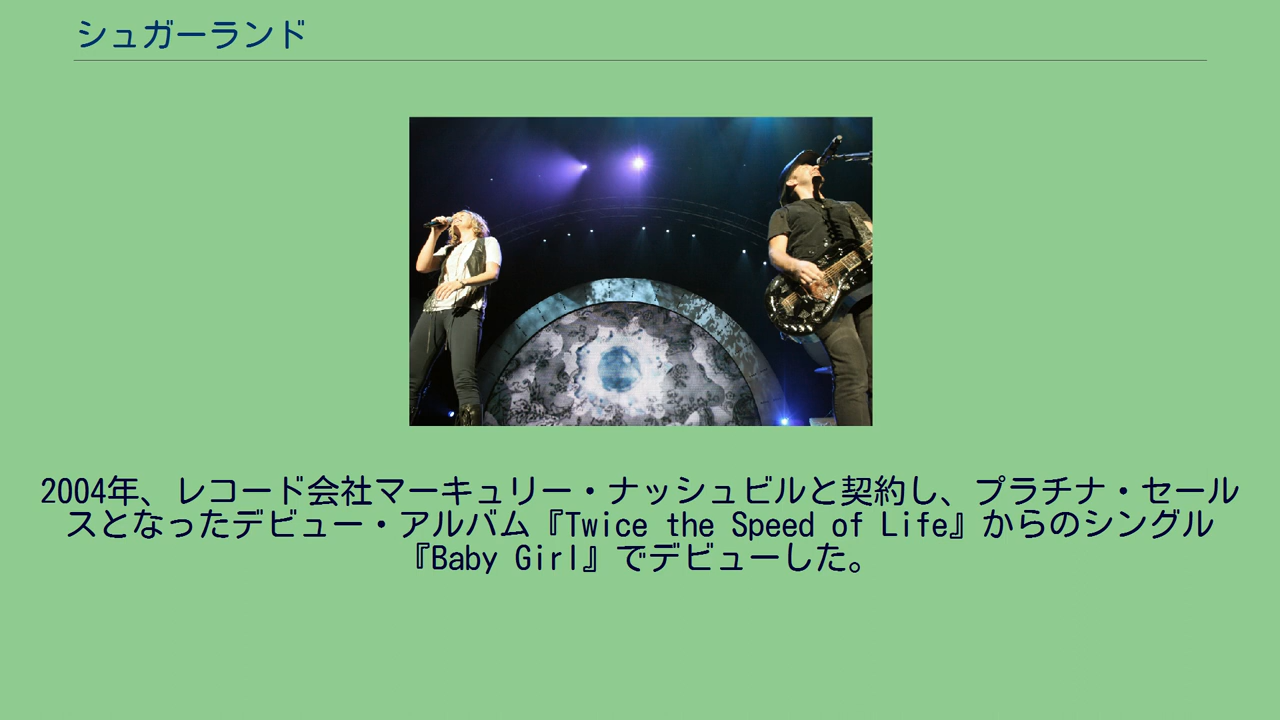 シュガーランド
2004年、レコード会社マーキュリー・ナッシュビルと契約し、プラチナ・セール
スとなったデビュー・アルバム『Twice the Speed of Life』からのシングル
『Baby Girl』でデビューした。